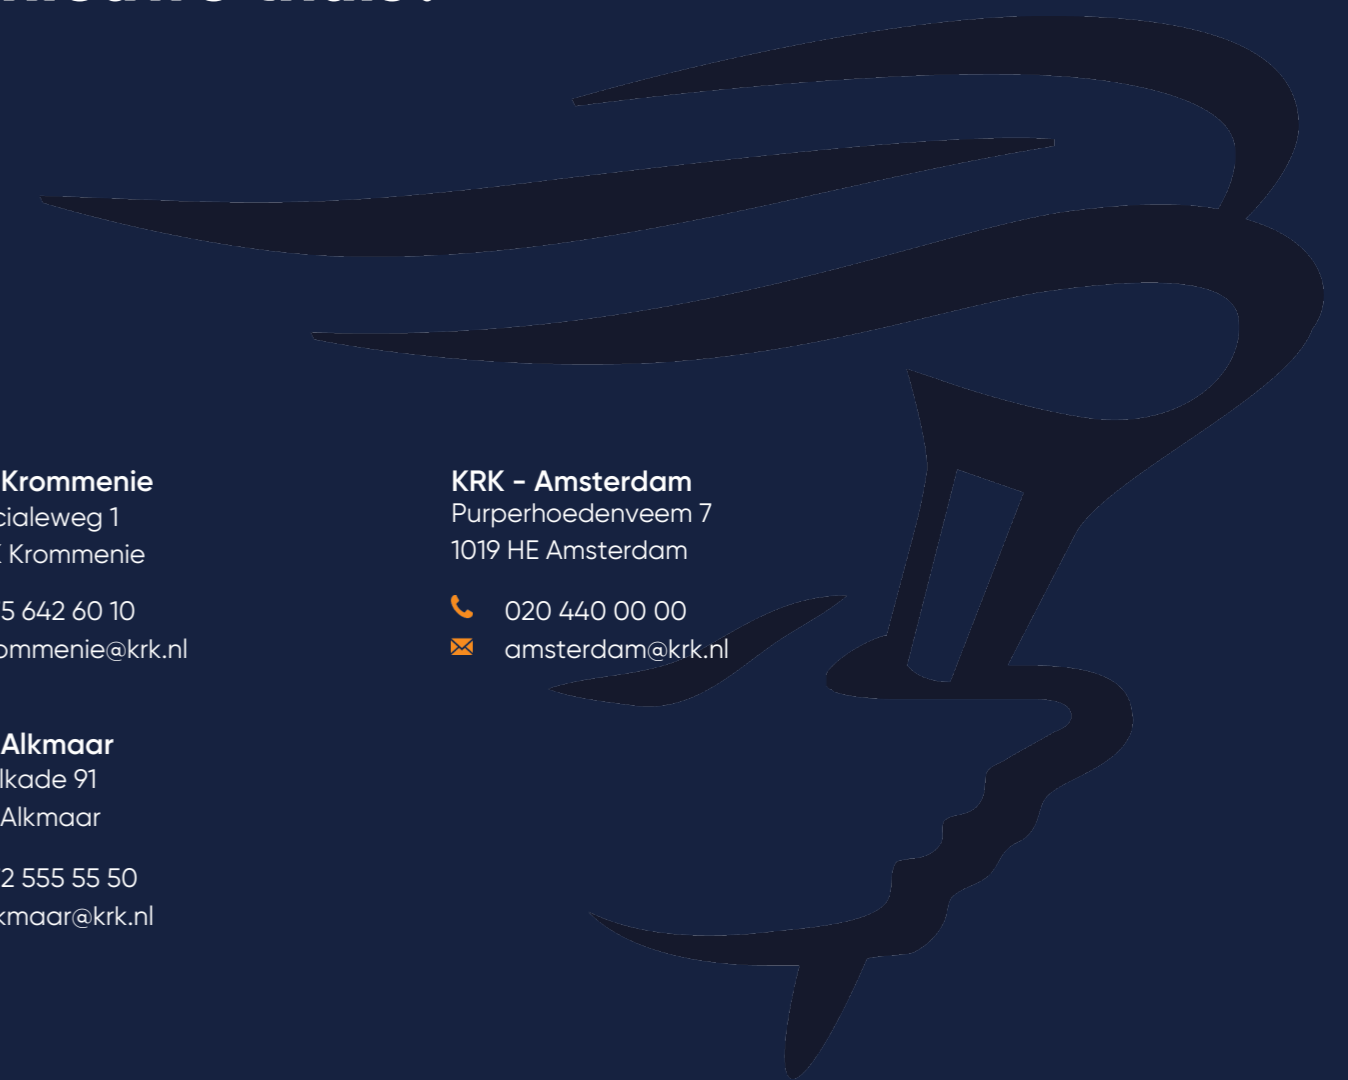 Krommenie
cialeweg 1
Krommenie
5 642 60 10
ommenie@krk.nl
KRK - Amsterdam
Purperhoedenveem 7
1019 HE Amsterdam
020 440 00 00
amsterdam@krk.nl
Alkmaar
lkade 91
Alkmaar
2 555 55 50
kmaar@krk.nl